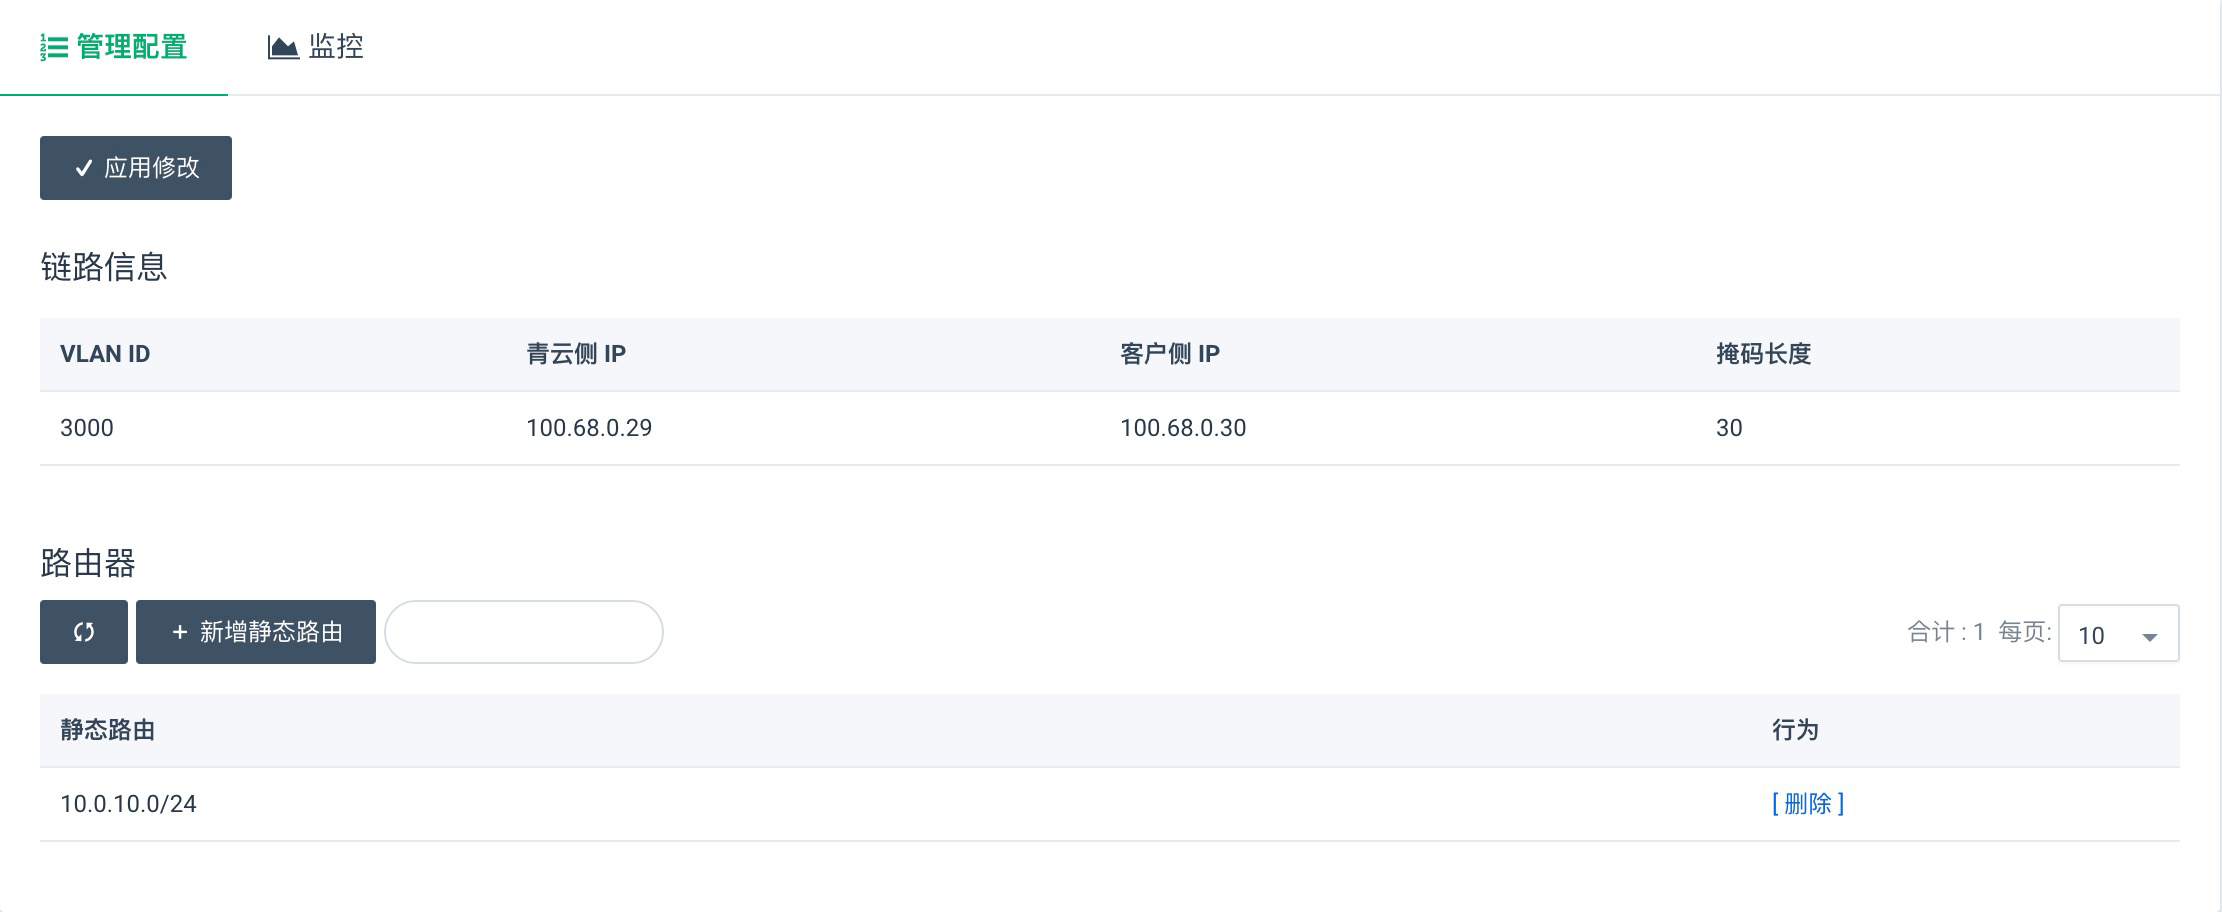 管理配置 监控
应用修改
链路信息
VLAN ID 青云侧 IP 客户侧 IP 掩码长度
3000 100.68.0.29 100.68.0.30 30
路由器
+ 新增静态路由 合计 : 1 每页: 10
静态路由 行为
10.0.10.0/24 [ 删除 ]